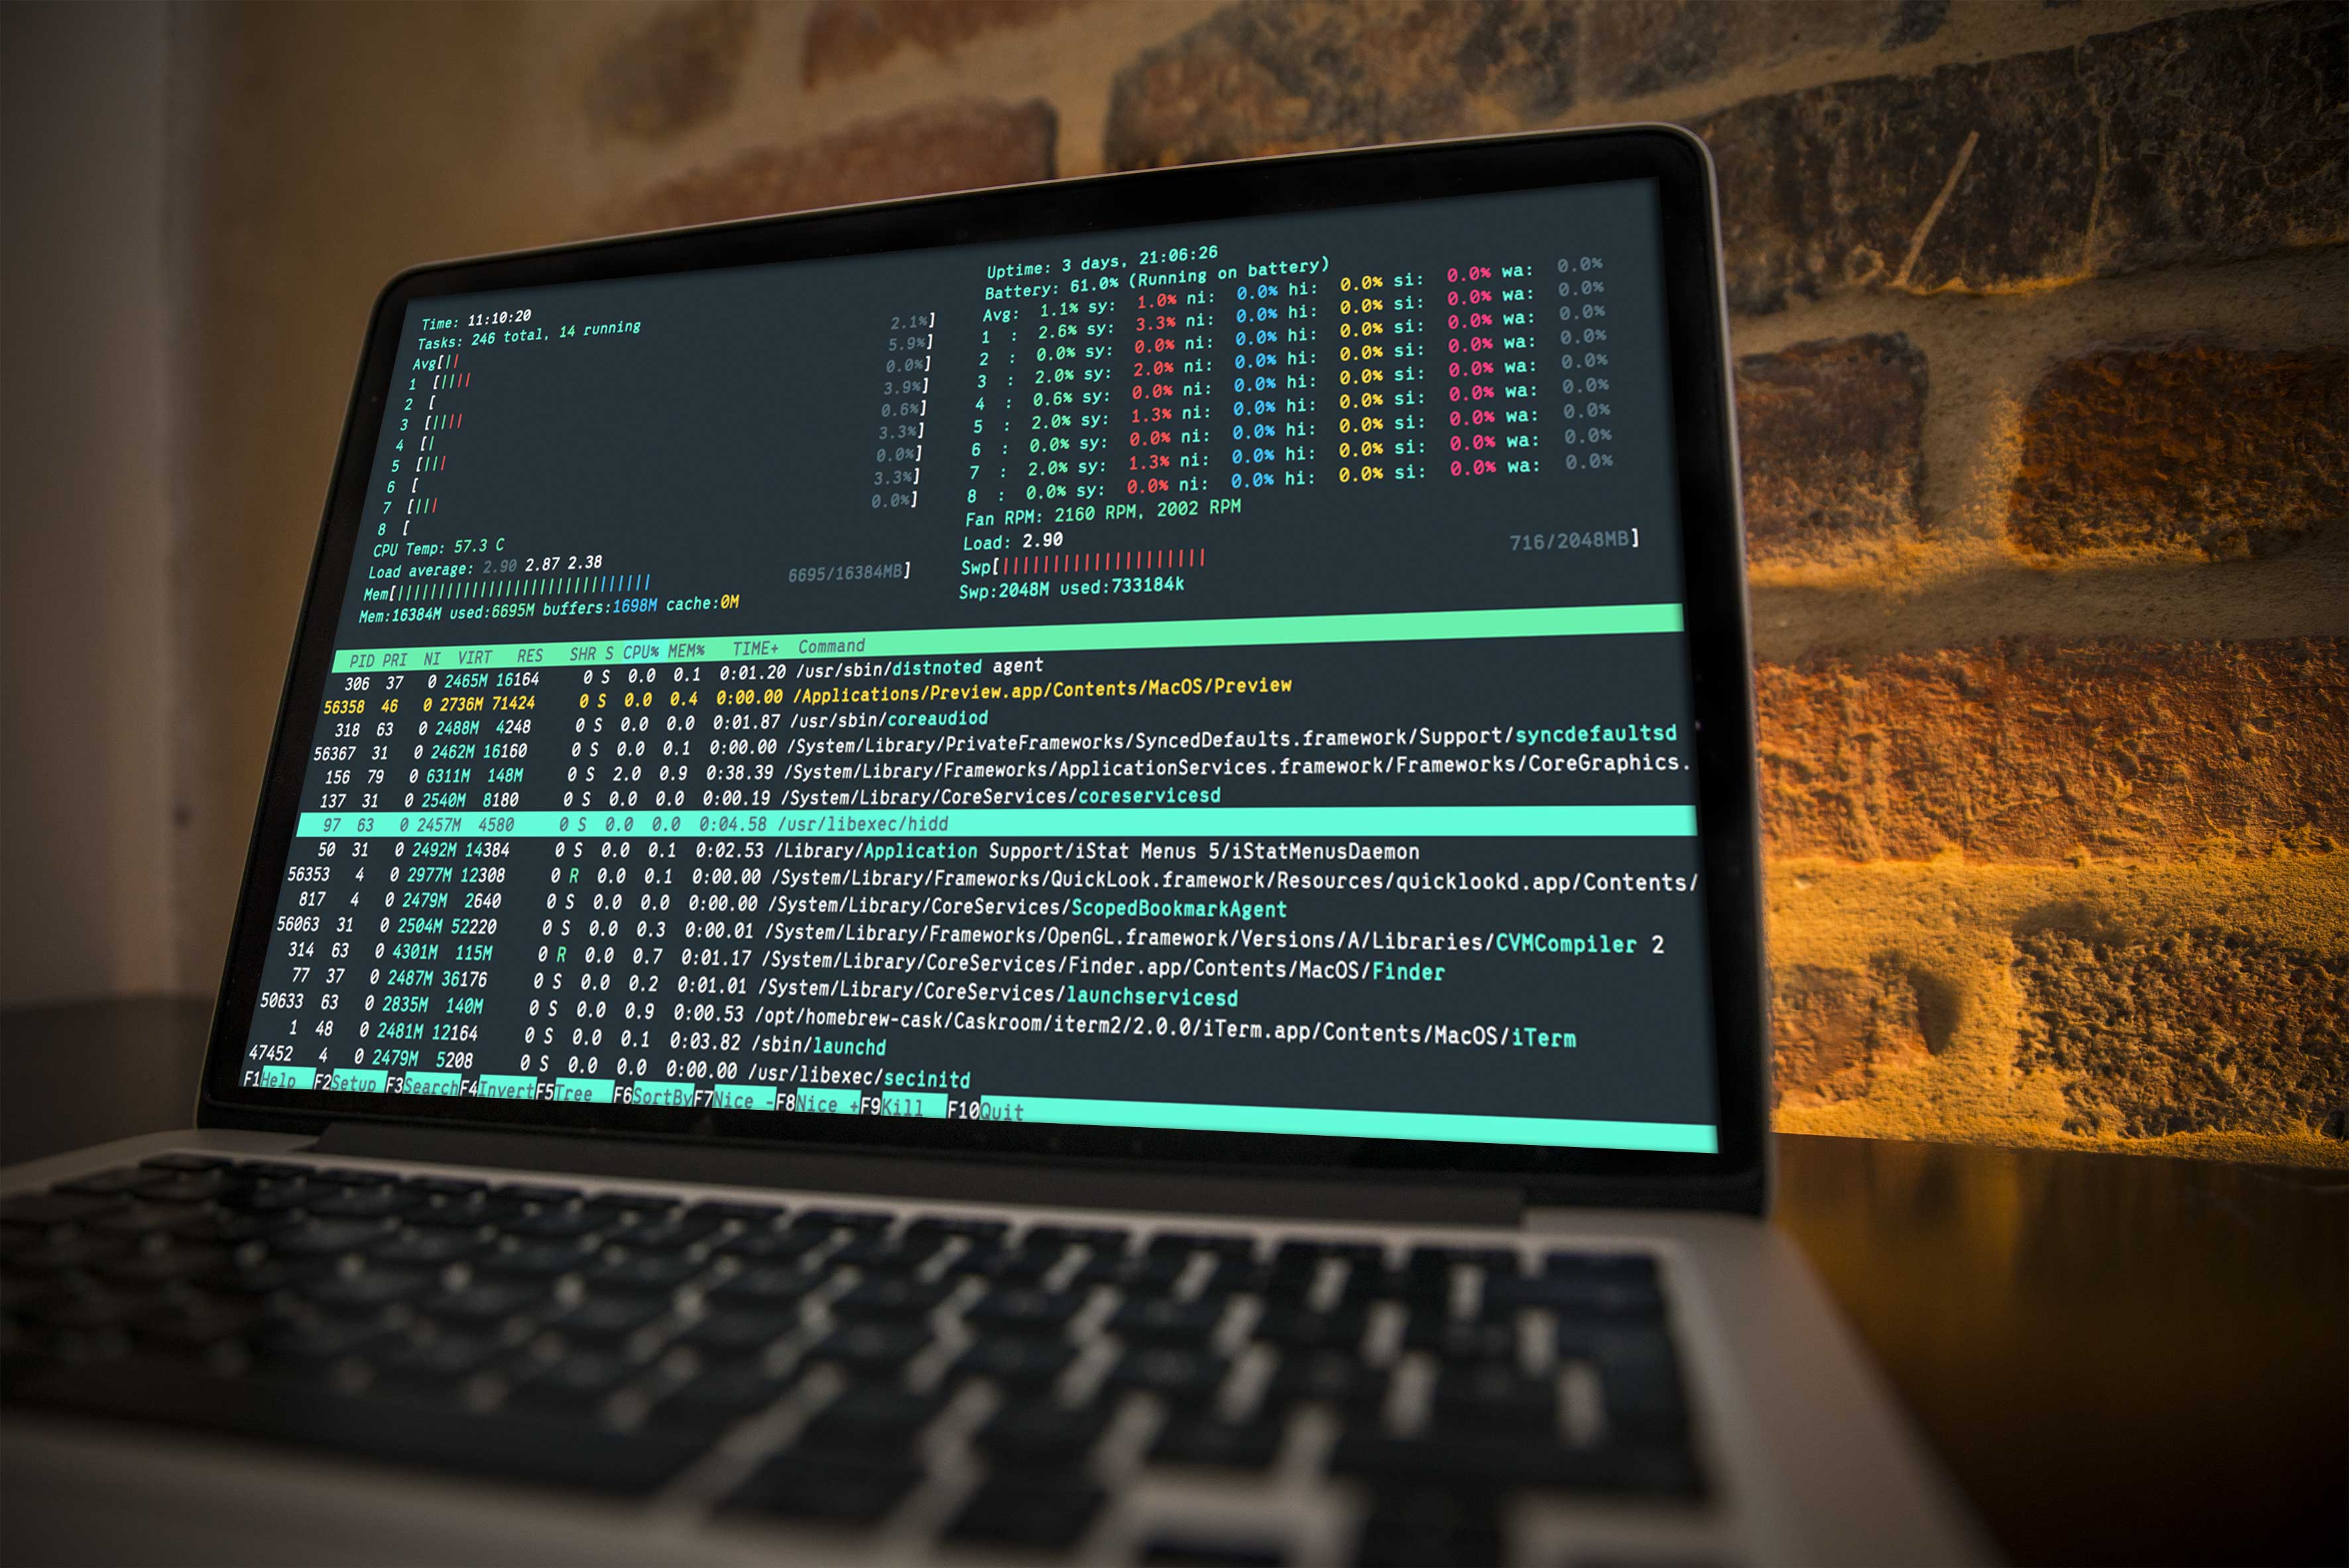 Time: 11:10:20
Tasks: 246 total, 14 running
Avg[|| 2.1%]
1 [||||| 5.9%]
2 [ 0.0%]
3 [||||| 3.9%]
4 [| 0.6%]
5 [|||| 3.3%]
6 [ 0.0%]
7 [|||| 3.3%]
8 [ 0.0%]
CPU Temp: 57.3 C
Load average: 2.90 2.87 2.38
Mem[||||||||||||||||||||||||||||||| 6695/16384MB]
Mem:16384M used:6695M buffers:1698M cache:0M
Uptime: 3 days, 21:06:26
Battery: 61.0% (Running on battery)
Avg: 1.1% sy: 1.0% ni: 0.0% hi: 0.0% si: 0.0% wa: 0.0%
1 : 2.6% sy: 3.3% ni: 0.0% hi: 0.0% si: 0.0% wa: 0.0%
2 : 0.0% sy: 0.0% ni: 0.0% hi: 0.0% si: 0.0% wa: 0.0%
3 : 2.0% sy: 2.0% ni: 0.0% hi: 0.0% si: 0.0% wa: 0.0%
4 : 0.6% sy: 0.0% ni: 0.0% hi: 0.0% si: 0.0% wa: 0.0%
5 : 2.0% sy: 1.3% ni: 0.0% hi: 0.0% si: 0.0% wa: 0.0%
6 : 0.0% sy: 0.0% ni: 0.0% hi: 0.0% si: 0.0% wa: 0.0%
7 : 2.0% sy: 1.3% ni: 0.0% hi: 0.0% si: 0.0% wa: 0.0%
8 : 0.0% sy: 0.0% ni: 0.0% hi: 0.0% si: 0.0% wa: 0.0%
Fan RPM: 2160 RPM, 2002 RPM
Load: 2.90
Swp[|||||||||||||||||||| 716/2048MB]
Swp:2048M used:733184k
PID PRI NI VIRT RES SHR S CPU% MEM% TIME+ Command
306 37 0 2465M 16164 0 S 0.0 0.1 0:01.20 /usr/sbin/distnoted agent
56358 46 0 2736M 71424 0 S 0.0 0.4 0:00.00 /Applications/Preview.app/Contents/MacOS/Preview
318 63 0 2488M 4248 0 S 0.0 0.0 0:01.87 /usr/sbin/coreaudiod
56367 31 0 2462M 16160 0 S 0.0 0.1 0:00.00 /System/Library/PrivateFrameworks/SyncedDefaults.framework/Support/syncdefaultsd
156 79 0 6311M 148M 0 S 2.0 0.9 0:38.39 /System/Library/Frameworks/ApplicationServices.framework/Frameworks/CoreGraphics.
137 31 0 2540M 8180 0 S 0.0 0.0 0:00.19 /System/Library/CoreServices/coreservicesd
97 63 0 2457M 4580 0 S 0.0 0.0 0:04.58 /usr/libexec/hidd
50 31 0 2492M 14384 0 S 0.0 0.1 0:02.53 /Library/Application Support/iStat Menus 5/iStatMenusDaemon
56353 4 0 2977M 12308 0 R 0.0 0.1 0:00.00 /System/Library/Frameworks/QuickLook.framework/Resources/quicklookd.app/Contents/
817 4 0 2479M 2640 0 S 0.0 0.0 0:00.00 /System/Library/CoreServices/ScopedBookmarkAgent
56063 31 0 2504M 52220 0 S 0.0 0.3 0:00.01 /System/Library/Frameworks/OpenGL.framework/Versions/A/Libraries/CVMCompiler 2
314 63 0 4301M 115M 0 R 0.0 0.7 0:01.17 /System/Library/CoreServices/Finder.app/Contents/MacOS/Finder
77 37 0 2487M 36176 0 S 0.0 0.2 0:01.01 /System/Library/CoreServices/launchservicesd
50633 63 0 2835M 140M 0 S 0.0 0.9 0:00.53 /opt/homebrew-cask/Caskroom/iterm2/2.0.0/iTerm.app/Contents/MacOS/iTerm
1 48 0 2481M 12164 0 S 0.0 0.1 0:03.82 /sbin/launchd
47452 4 0 2479M 5208 0 S 0.0 0.0 0:00.00 /usr/libexec/secinitd
F1Help F2Setup F3SearchF4InvertF5Tree F6SortByF7Nice -F8Nice +F9Kill F10Quit